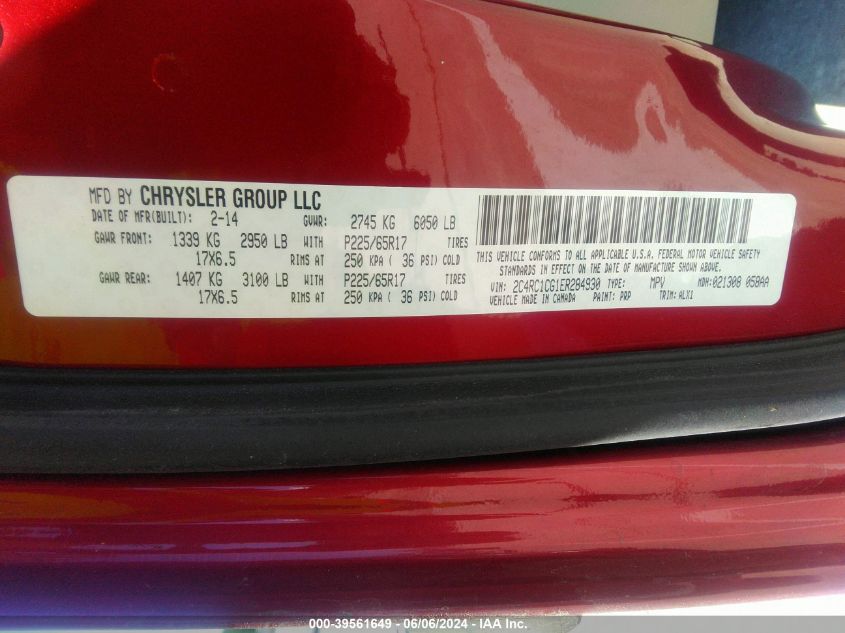 MFD BY CHRYSLER GROUP LLC
DATE OF MFR(BUILT): 2-14 GVWR: 2745 KG 6050 LB
GAWR FRONT: 1339 KG 2950 LB WITH P225/65R17 TIRES
17X6.5 RIMS AT 250 KPA ( 36 PSI) COLD
GAWR REAR: 1407 KG 3100 LB WITH P225/65R17 TIRES
17X6.5 RIMS AT 250 KPA ( 36 PSI) COLD
THIS VEHICLE CONFORMS TO ALL APPLICABLE U.S.A. FEDERAL MOTOR VEHICLE SAFETY
STANDARDS IN EFFECT ON THE DATE OF MANUFACTURE SHOWN ABOVE.
VIN: 2C4RC1CG1ER284930 TYPE: MPV MDH:021308 058AA
VEHICLE MADE IN CANADA PAINT: PRP TRIM: ALX1
000-39561649 - 06/06/2024 - IAA Inc.